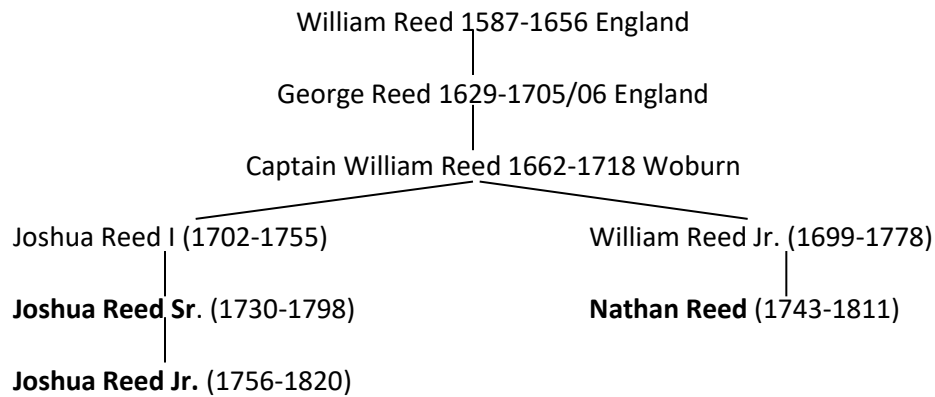 William Reed 1587-1656 England
George Reed 1629-1705/06 England
Captain William Reed 1662-1718 Woburn
Joshua Reed I (1702-1755) William Reed Jr. (1699-1778)
Joshua Reed Sr. (1730-1798) Nathan Reed (1743-1811)
Joshua Reed Jr. (1756-1820)